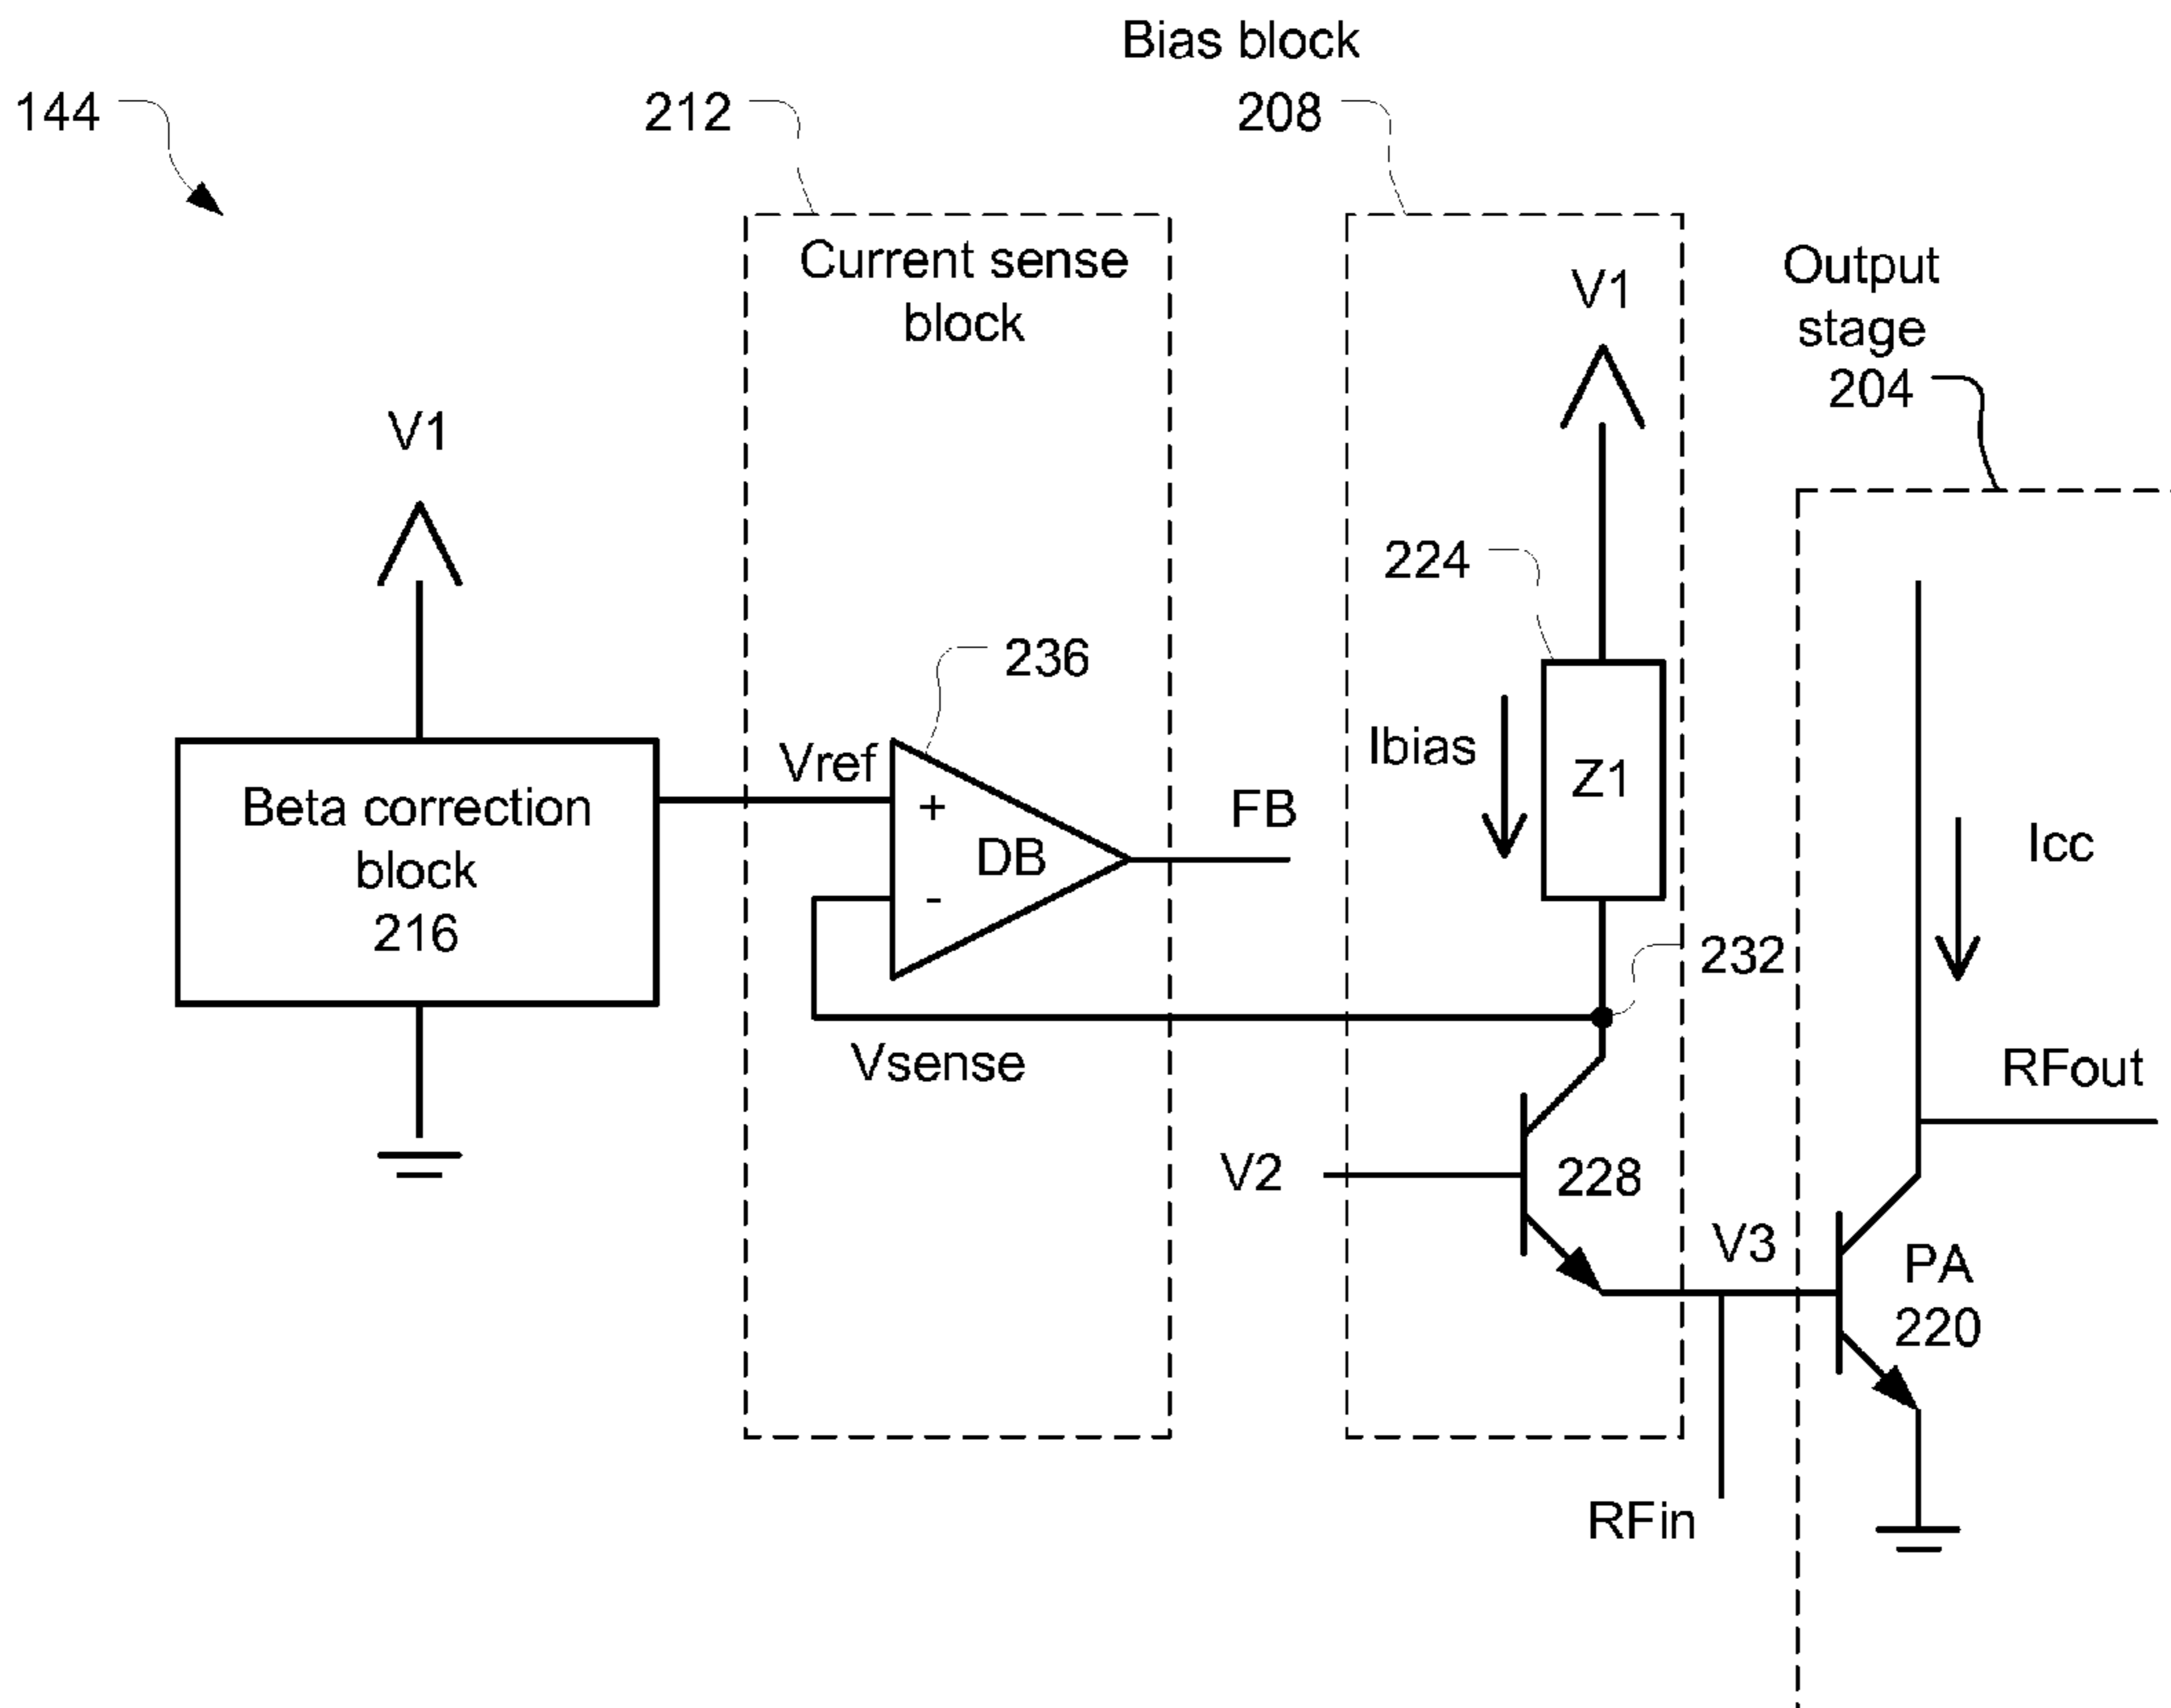 Bias block
144
212
208
Current sense
block
V1
Output
stage
204
V1
224
236
Vref
Ibias
Z1
Beta correction
block
216
+
DB
-
FB
Icc
232
Vsense
RFout
V2
228
V3
PA
220
RFin